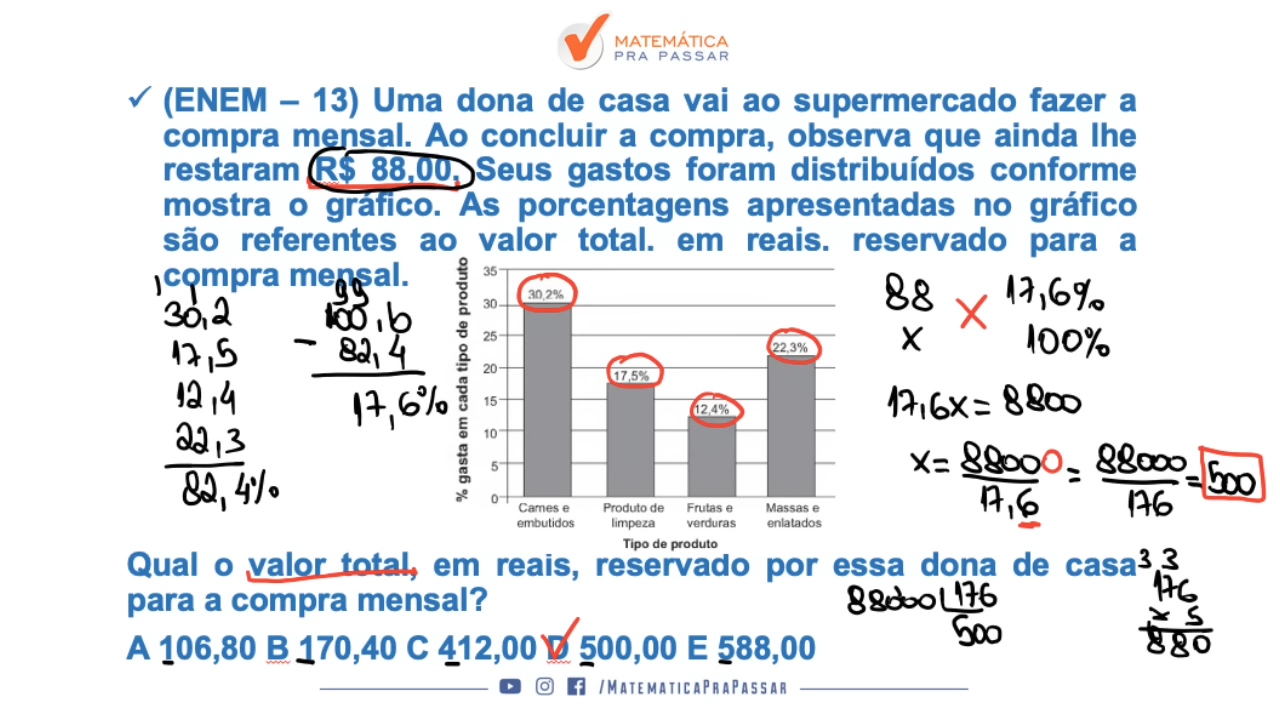 MATEMÁTICA
PRA PASSAR
✓ (ENEM – 13) Uma dona de casa vai ao supermercado fazer a
compra mensal. Ao concluir a compra, observa que ainda lhe
restaram R$ 88,00. Seus gastos foram distribuídos conforme
mostra o gráfico. As porcentagens apresentadas no gráfico
são referentes ao valor total. em reais. reservado para a
compra mensal.
1 1
30,2
17,5
12,4
22,3
82,4%
99
100,0
- 82,4
17,6%
% gasta em cada tipo de produto
35
30
25
20
15
10
5
0
30,2%
17,5%
12,4%
22,3%
Carnes e
embutidos
Produto de
limpeza
Frutas e
verduras
Massas e
enlatados
Tipo de produto
88 X 17,6%
x 100%
17,6x = 8800
x = 88000 / 17,6 = 88000 / 176 = 500
Qual o valor total, em reais, reservado por essa dona de casa
para a compra mensal?
88000 176
500
3 3
176
x 5
880
A 106,80 B 170,40 C 412,00 D 500,00 E 588,00
/MatematicaPraPassar